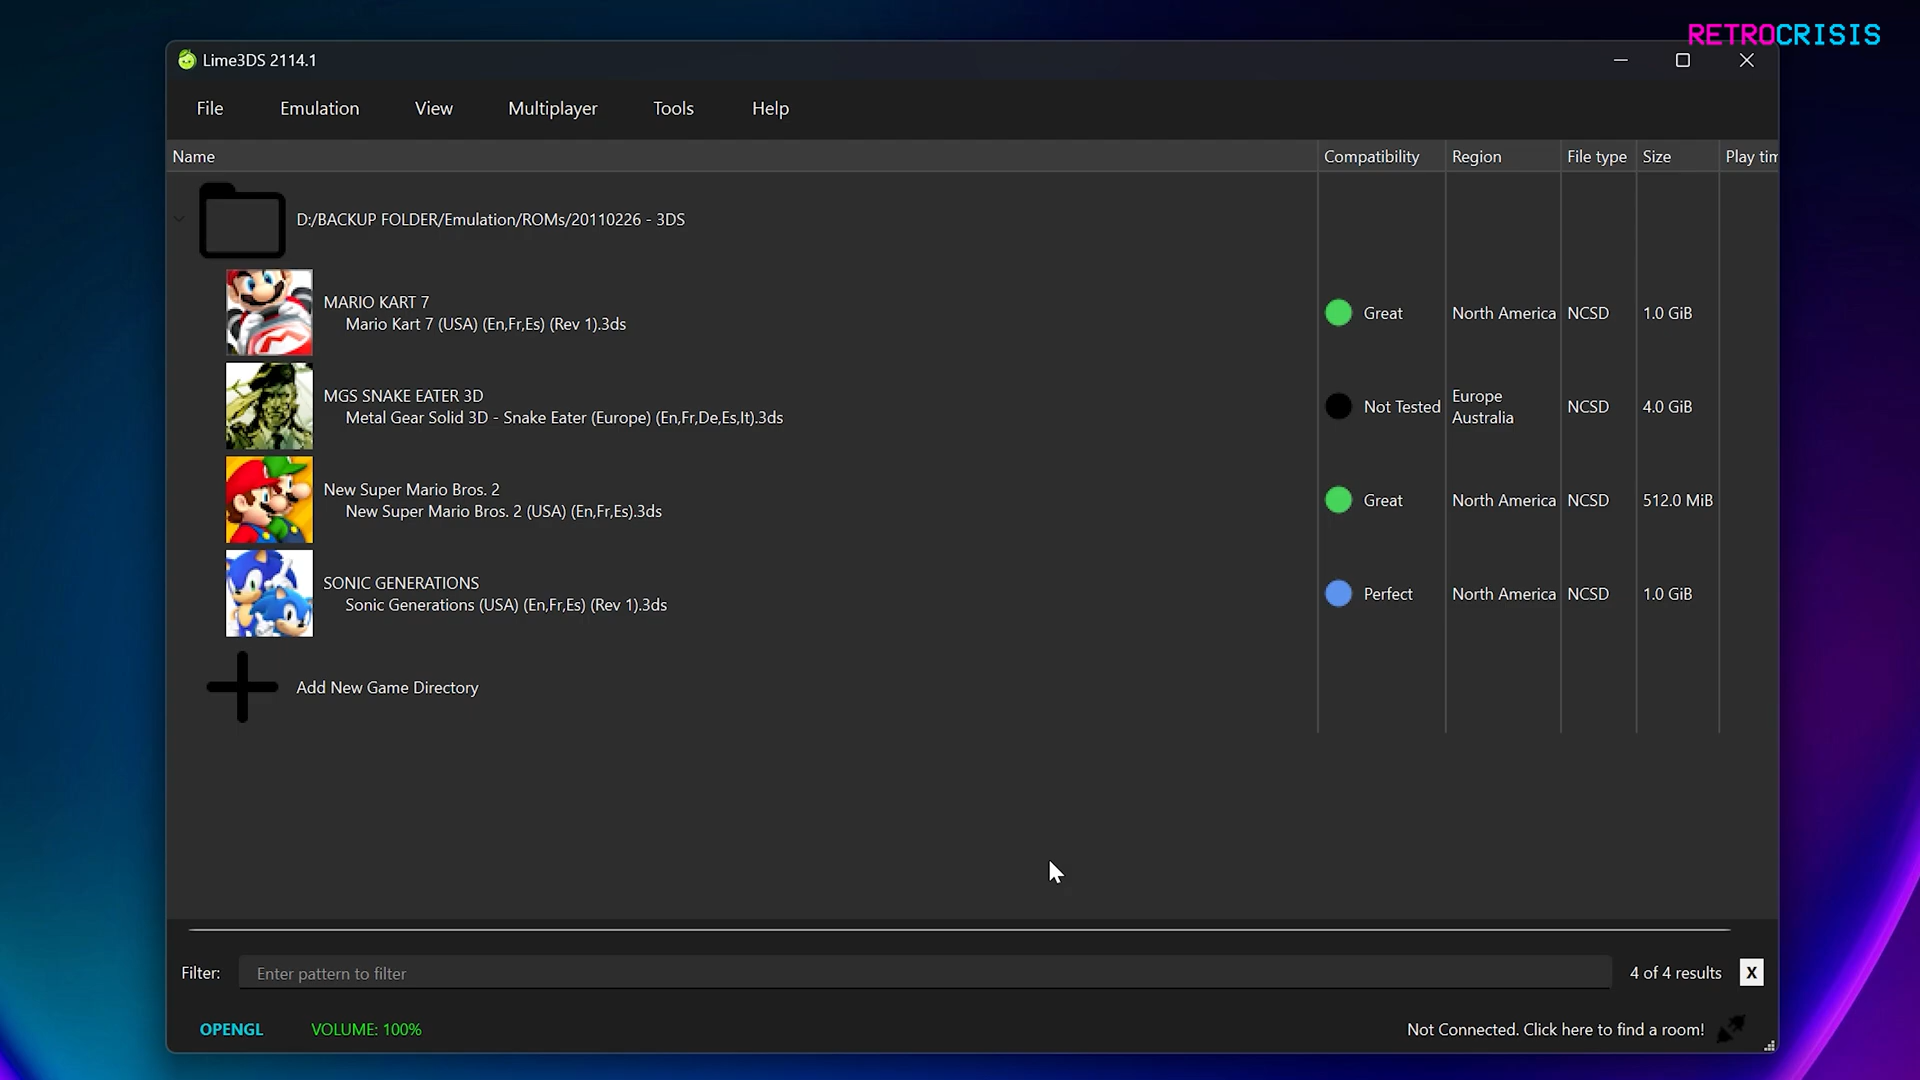 RETROCRISIS
Lime3DS 2114.1
File Emulation View Multiplayer Tools Help
Name Compatibility Region File type Size Play tim
D:/BACKUP FOLDER/Emulation/ROMs/20110226 - 3DS
MARIO KART 7
Mario Kart 7 (USA) (En,Fr,Es) (Rev 1).3ds
Great North America NCSD 1.0 GiB
MGS SNAKE EATER 3D
Metal Gear Solid 3D - Snake Eater (Europe) (En,Fr,De,Es,It).3ds
Not Tested Europe
Australia NCSD 4.0 GiB
New Super Mario Bros. 2
New Super Mario Bros. 2 (USA) (En,Fr,Es).3ds
Great North America NCSD 512.0 MiB
SONIC GENERATIONS
Sonic Generations (USA) (En,Fr,Es) (Rev 1).3ds
Perfect North America NCSD 1.0 GiB
Add New Game Directory
Filter: Enter pattern to filter 4 of 4 results X
OPENGL VOLUME: 100% Not Connected. Click here to find a room!